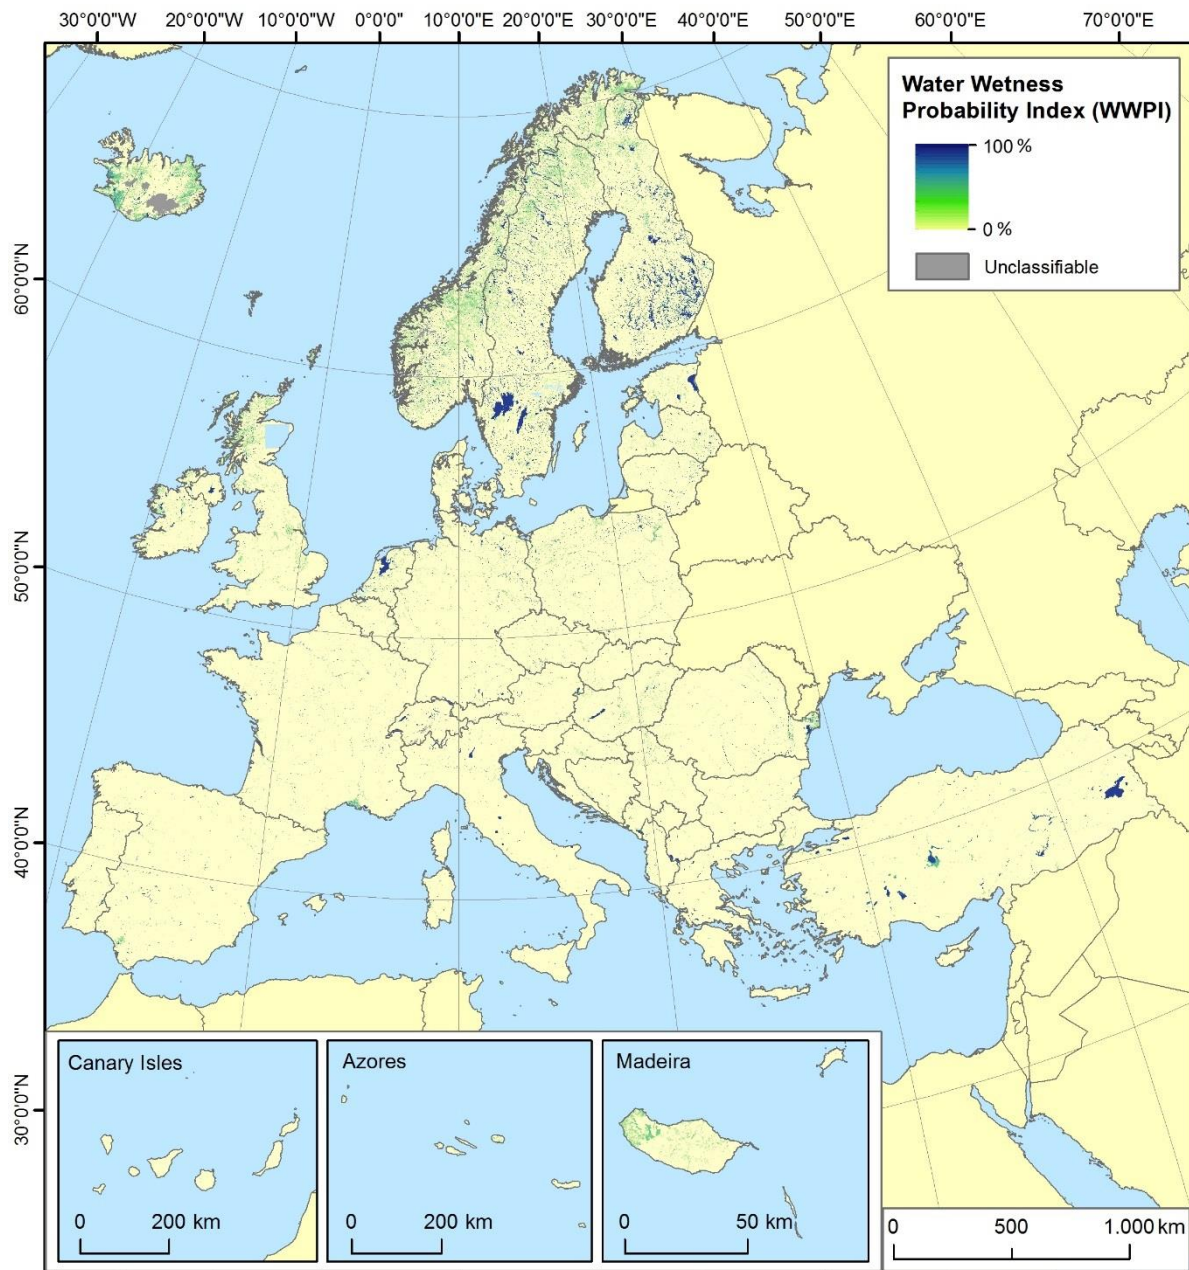 30°0'0"W 20°0'0"W 10°0'0"W 0°0'0" 10°0'0"E 20°0'0"E 30°0'0"E 40°0'0"E 50°0'0"E 60°0'0"E 70°0'0"E
Water Wetness
Probability Index (WWPI)
100 %
0 %
Unclassifiable
60°0'0"N
50°0'0"N
40°0'0"N
30°0'0"N
Canary Isles
0 200 km
Azores
0 200 km
Madeira
0 50 km
0 500 1.000 km